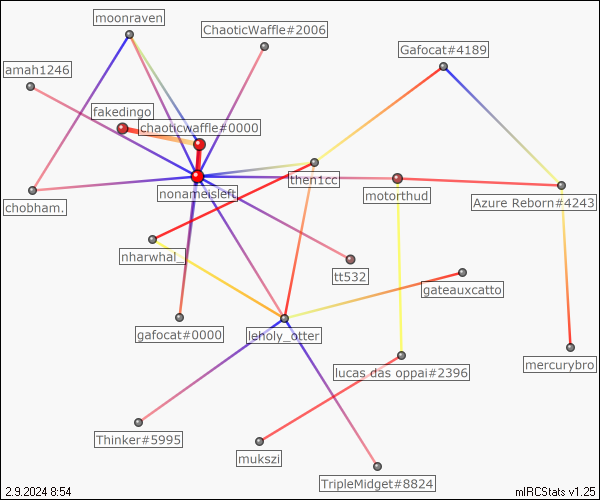 moonraven
ChaoticWaffle#2006
Gafocat#4189
amah1246
fakedingo
chaoticwaffle#0000
then1cc
nonameisleft
motorthud
Azure Reborn#4243
chobham.
nharwhal_
tt532
gateauxcatto
gafocat#0000
leholy_otter
mercurybro
lucas das oppai#2396
Thinker#5995
mukszi
TripleMidget#8824
2.9.2024 8:54
mIRCStats v1.25